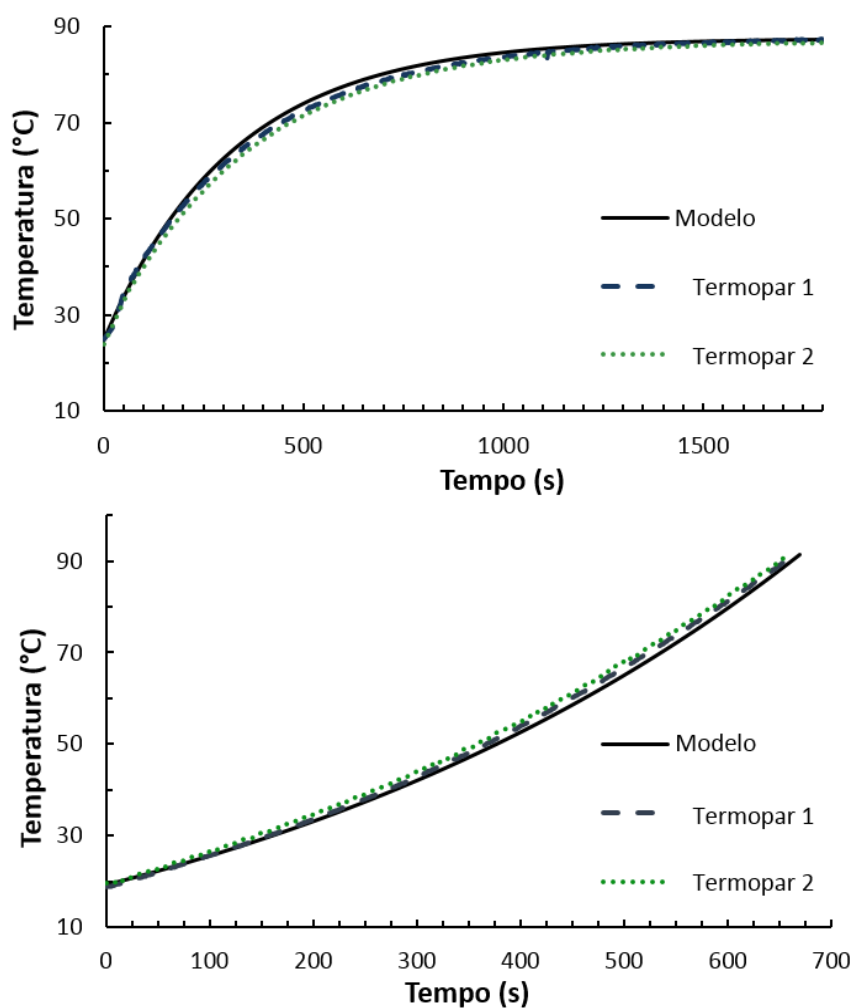 90
70
50
30
10
Temperatura (°C)
Modelo
Termopar 1
Termopar 2
0 500 1000 1500
Tempo (s)
90
70
50
30
10
Temperatura (°C)
Modelo
Termopar 1
Termopar 2
0 100 200 300 400 500 600 700
Tempo (s)